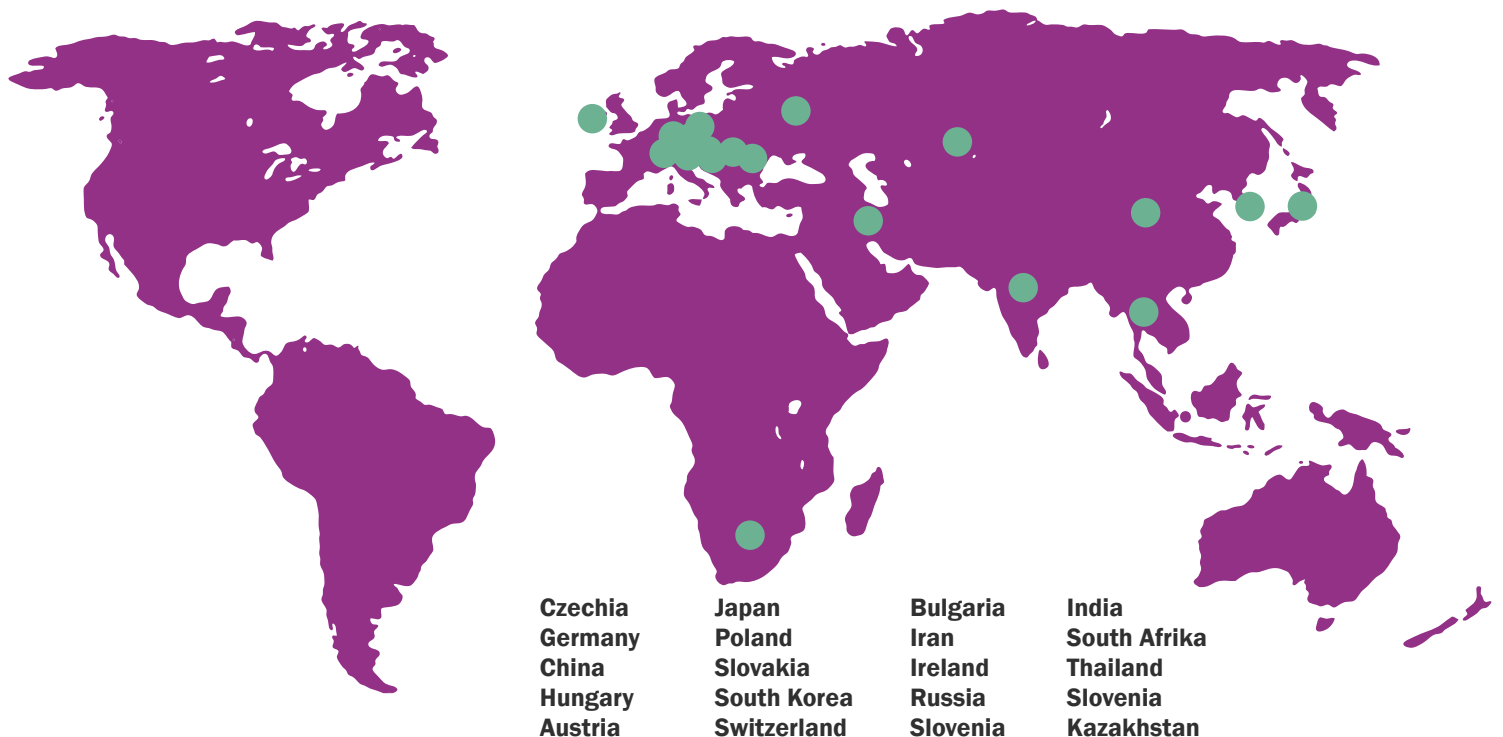 Czechia
Germany
China
Hungary
Austria
Japan
Poland
Slovakia
South Korea
Switzerland
Bulgaria
Iran
Ireland
Russia
Slovenia
India
South Afrika
Thailand
Slovenia
Kazakhstan